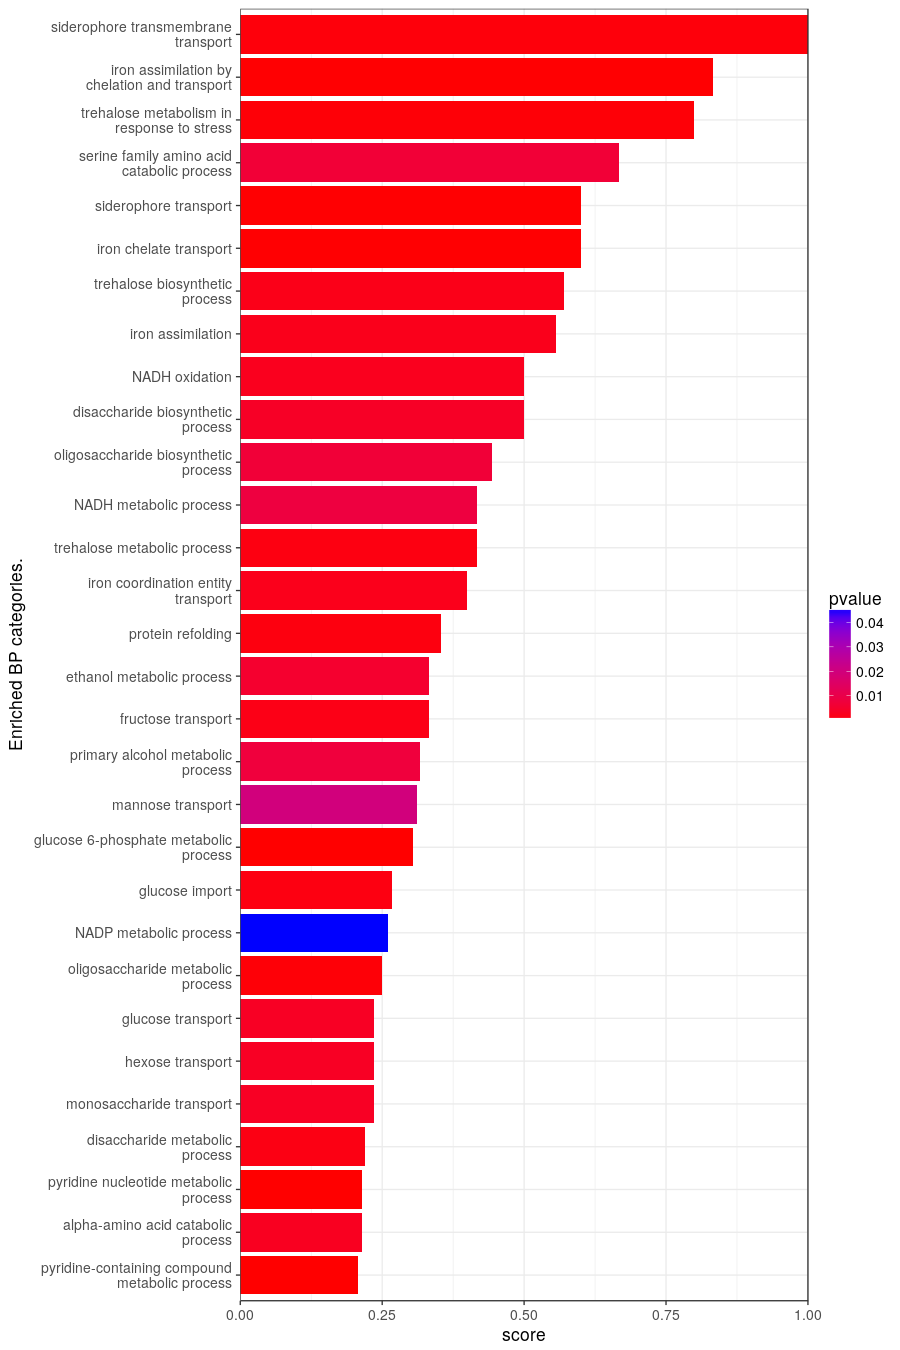 siderophore transmembrane
transport
iron assimilation by
chelation and transport
trehalose metabolism in
response to stress
serine family amino acid
catabolic process
siderophore transport
iron chelate transport
trehalose biosynthetic
process
iron assimilation
NADH oxidation
disaccharide biosynthetic
process
oligosaccharide biosynthetic
process
NADH metabolic process
trehalose metabolic process
iron coordination entity
transport
protein refolding
ethanol metabolic process
fructose transport
primary alcohol metabolic
process
mannose transport
glucose 6-phosphate metabolic
process
glucose import
NADP metabolic process
oligosaccharide metabolic
process
glucose transport
hexose transport
monosaccharide transport
disaccharide metabolic
process
pyridine nucleotide metabolic
process
alpha-amino acid catabolic
process
pyridine-containing compound
metabolic process
Enriched BP categories.
0.00
0.25
0.50
0.75
1.00
score
pvalue
0.04
0.03
0.02
0.01